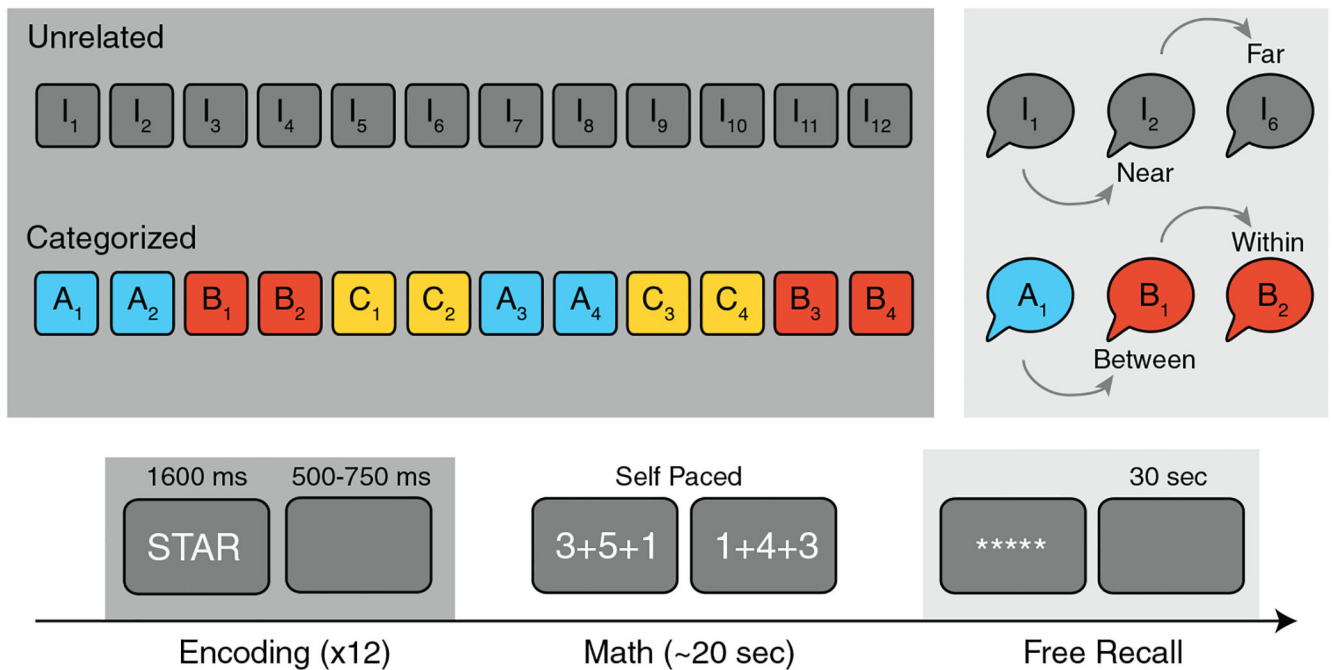 Unrelated
I1 I2 I3 I4 I5 I6 I7 I8 I9 I10 I11 I12
Categorized
A1 A2 B1 B2 C1 C2 A3 A4 C3 C4 B3 B4
Far
I1 I2 I6
Near
Within
A1 B1 B2
Between
1600 ms 500-750 ms
STAR
Encoding (x12)
Self Paced
3+5+1 1+4+3
Math (~20 sec)
30 sec
*****
Free Recall